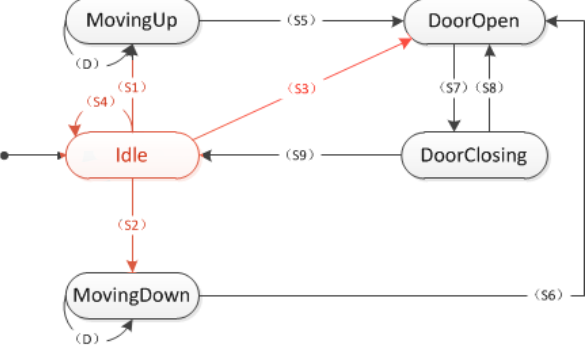 MovingUp
（S5）
DoorOpen
（D）
（S1）
（S3）
（S7）
（S8）
（S4）
Idle
（S9）
DoorClosing
（S2）
MovingDown
（S6）
（D）